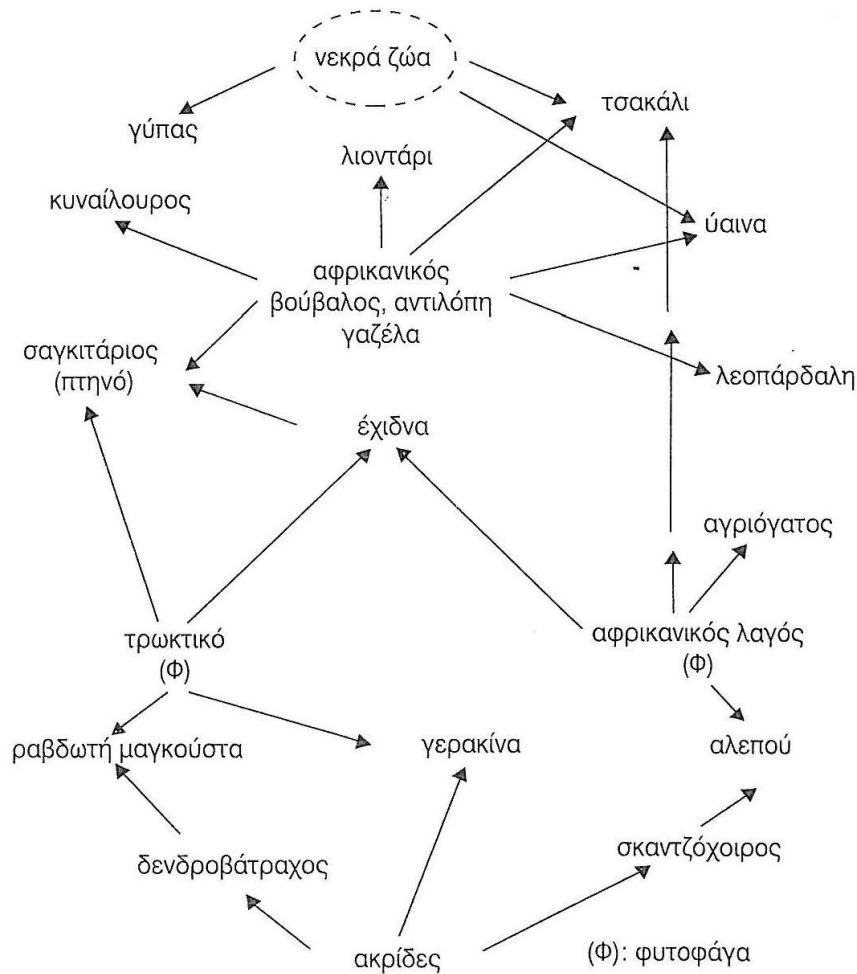 νεκρά ζώα
τσακάλι
γύπας
λιοντάρι
κυναίλουρος
ύαινα
αφρικανικός
βούβαλος, αντιλόπη
γαζέλα
σαγκιτάριος
(πτηνό)
λεοπάρδαλη
έχιδνα
αγριόγατος
τρωκτικό
(Φ)
αφρικανικός λαγός
(Φ)
ραβδωτή μαγκούστα
γερακίνα
αλεπού
σκαντζόχοιρος
δενδροβάτραχος
ακρίδες
(Φ): φυτοφάγα